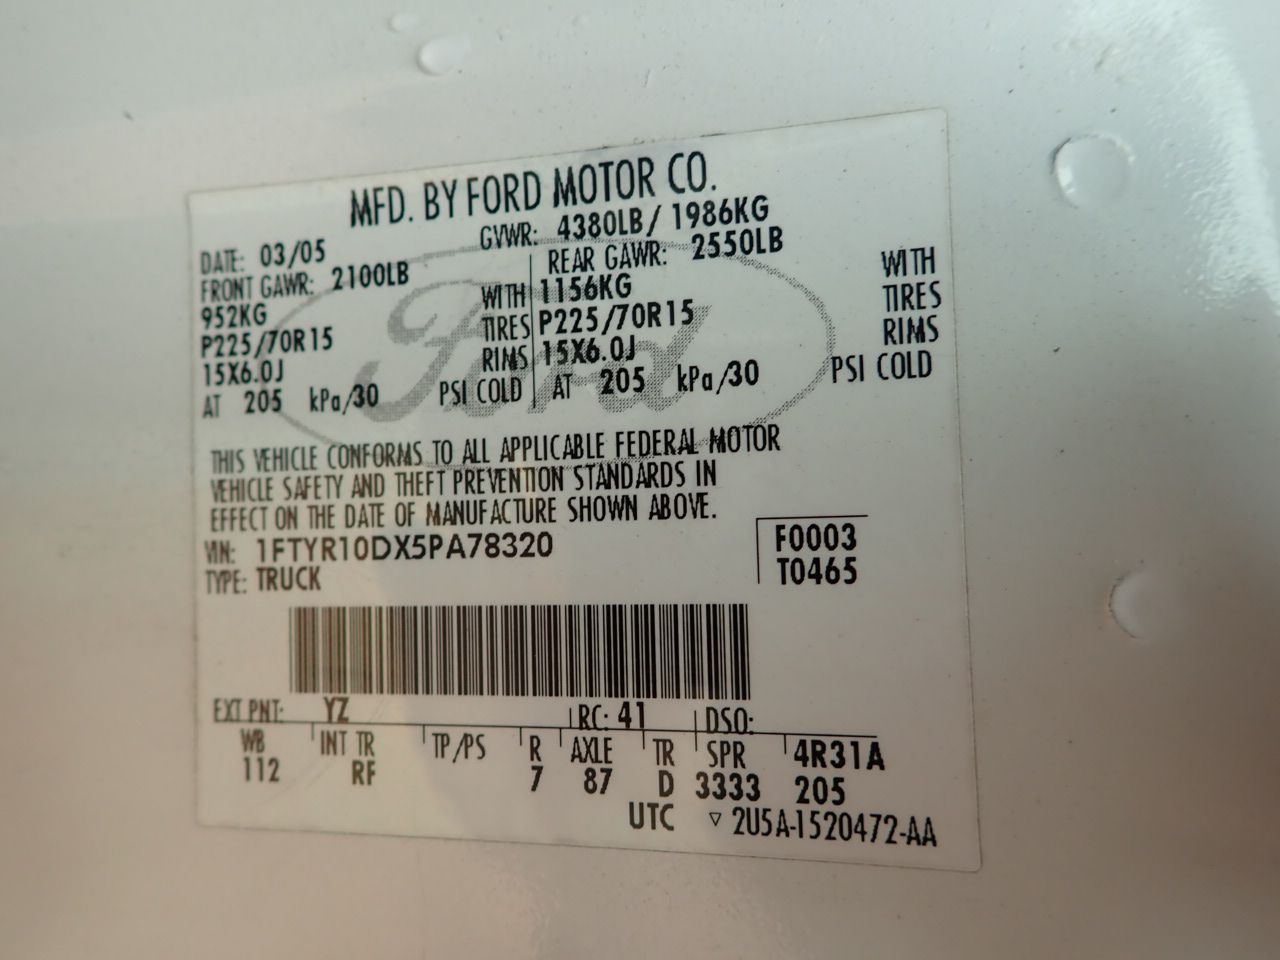 MFD. BY FORD MOTOR CO.
DATE: 03/05 GVWR: 4380LB/ 1986KG
FRONT GAWR: 2100LB REAR GAWR: 2550LB
952KG WITH 1156KG WITH
P225/70R15 TIRES P225/70R15 TIRES
15X6.0J RIMS 15X6.0J RIMS
AT 205 kPa/30 PSI COLD AT 205 kPa/30 PSI COLD
Ford
THIS VEHICLE CONFORMS TO ALL APPLICABLE FEDERAL MOTOR
VEHICLE SAFETY AND THEFT PREVENTION STANDARDS IN
EFFECT ON THE DATE OF MANUFACTURE SHOWN ABOVE.
VIN: 1FTYR10DX5PA78320 F0003
TYPE: TRUCK T0465
EXT PNT: YZ RC: 41 DSO:
WB INT TR TP/PS R AXLE TR SPR 4R31A
112 RF 7 87 D 3333 205
UTC ▽ 2U5A-1520472-AA